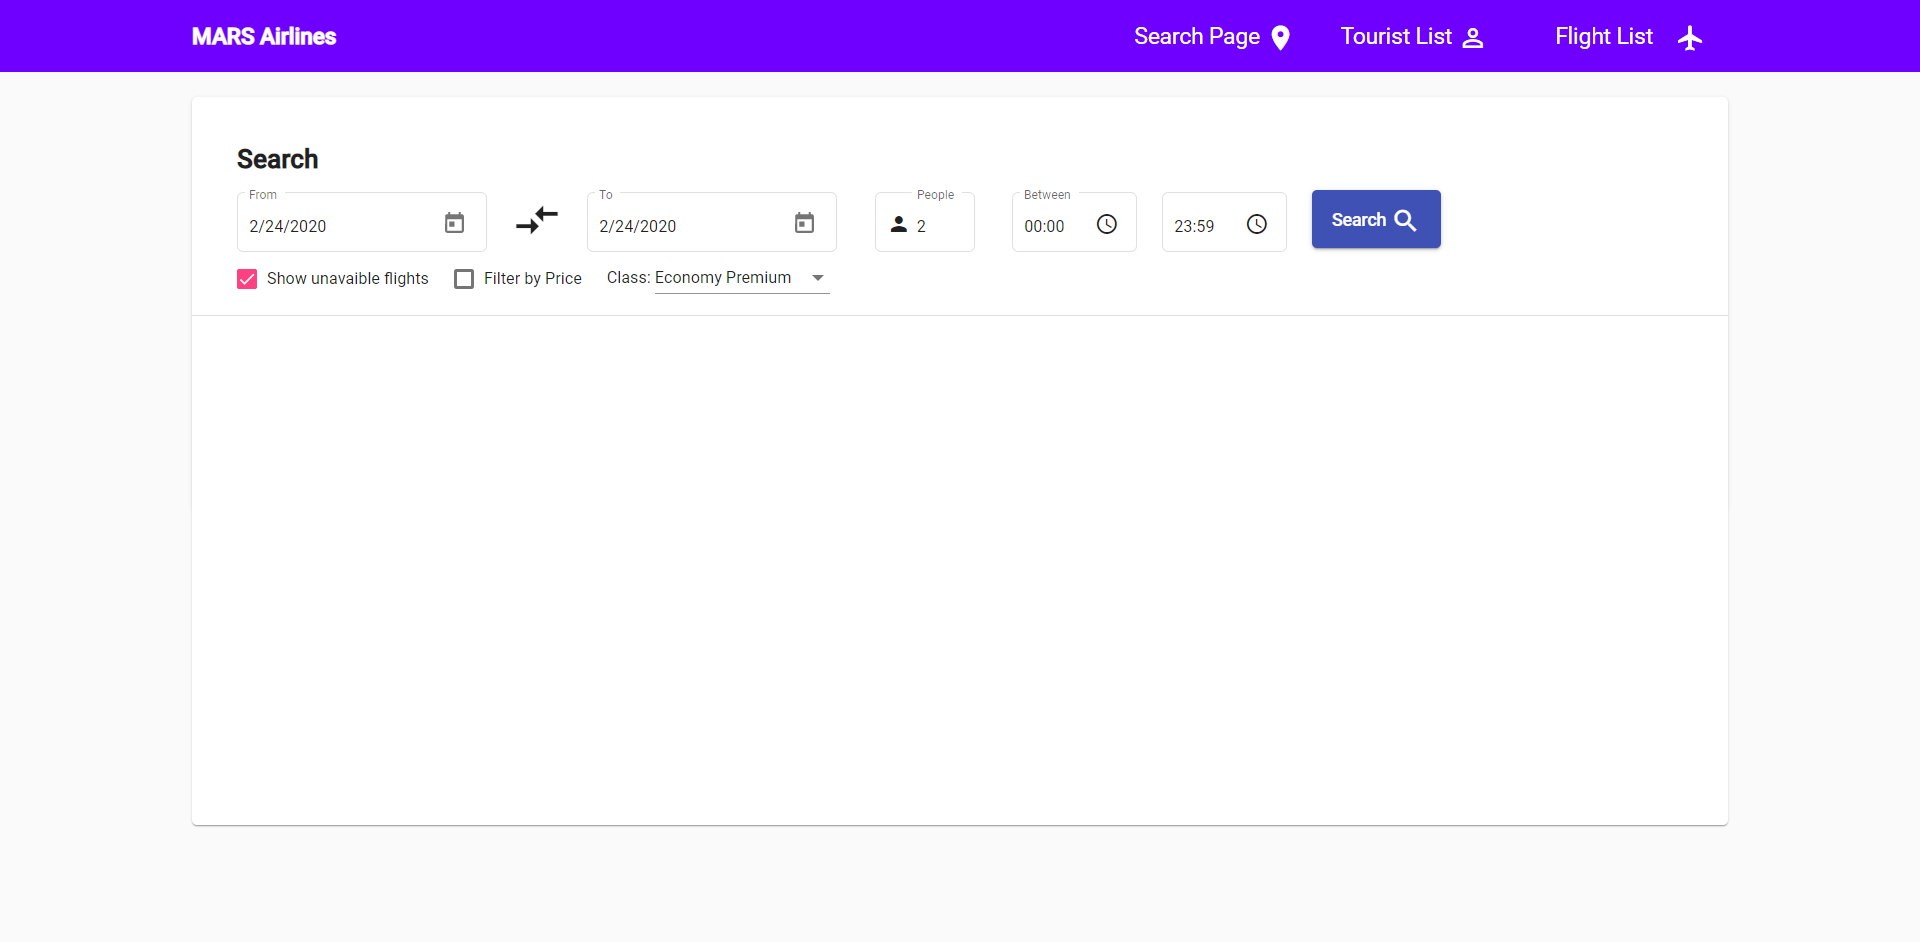 MARS Airlines
Search Page
Tourist List
Flight List
Search
From
2/24/2020
To
2/24/2020
People
2
Between
00:00
23:59
Search
Show unavaible flights
Filter by Price
Class: Economy Premium